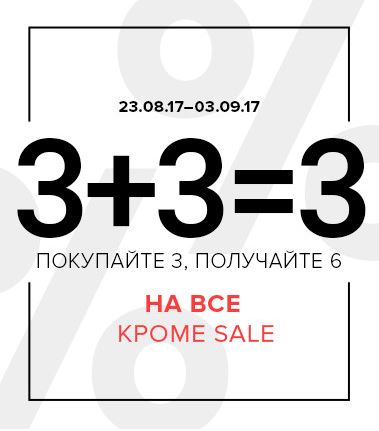 23.08.17–03.09.17
3+3=3
ПОКУПАЙТЕ 3, ПОЛУЧАЙТЕ 6
НА ВСЕ
КРОМЕ SALE